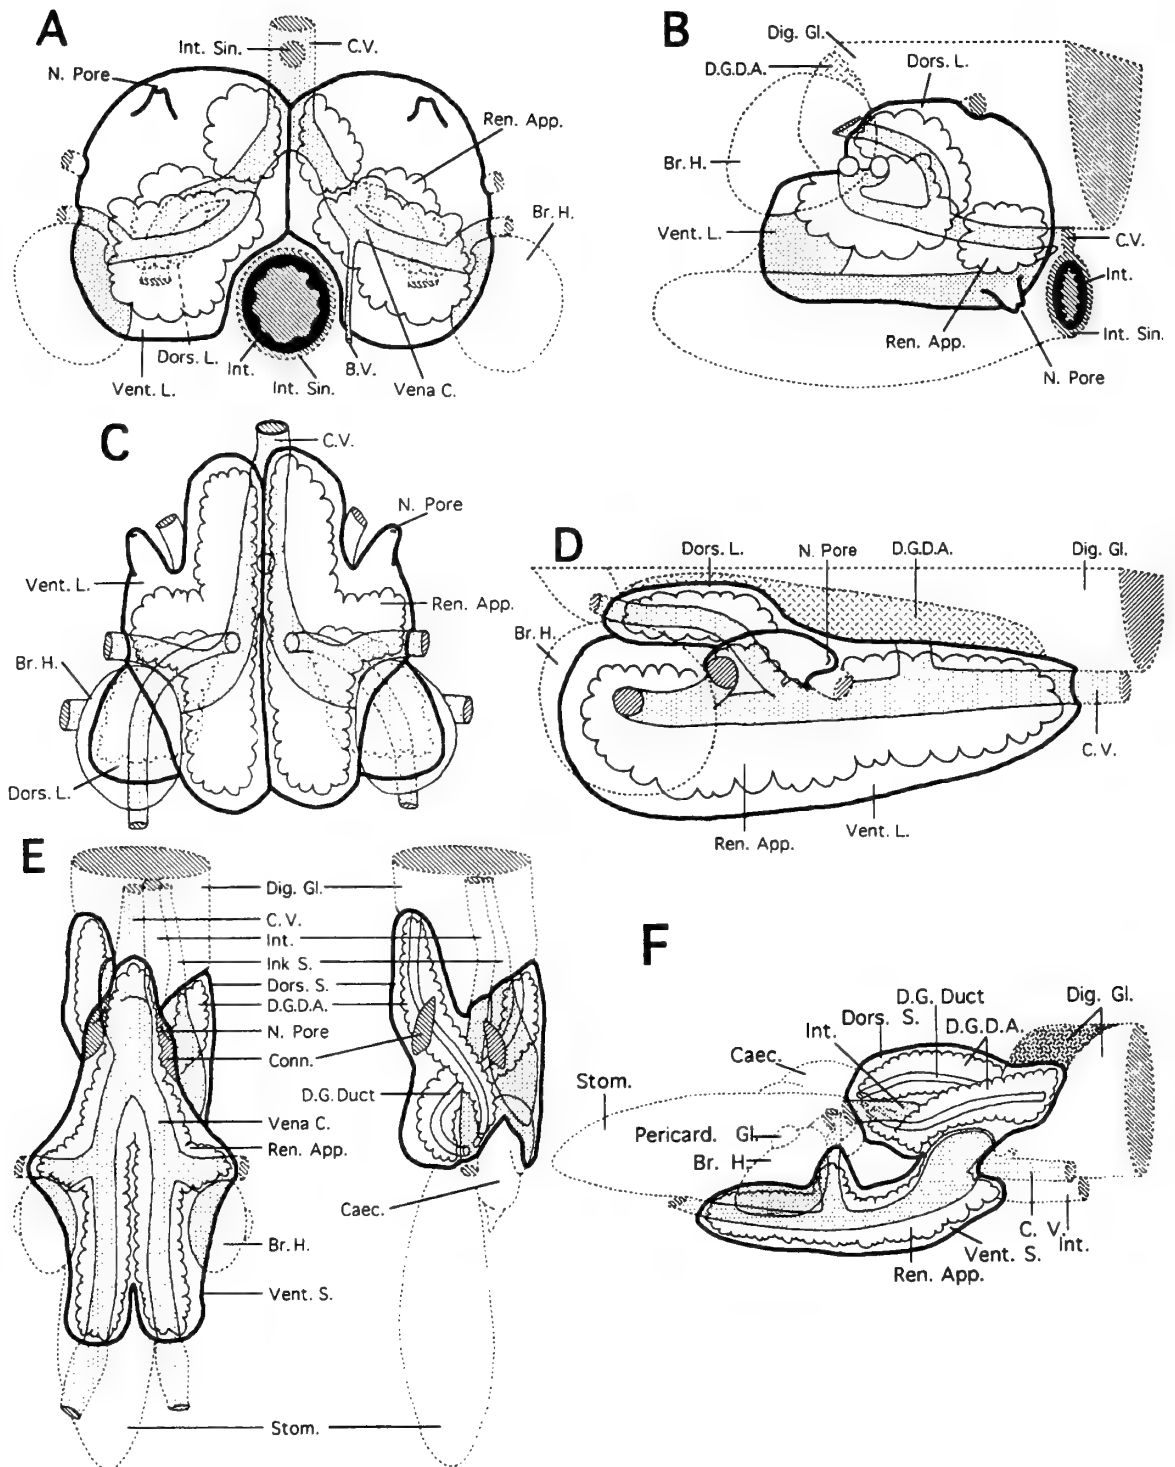 A
Int. Sin.
C.V.
N. Pore
Ren. App.
Br. H.
Dors. L.
Int.
B.V.
Vent. L.
Int. Sin.
Vena C.
B
Dig. Gl.
D.G.D.A.
Dors. L.
Br. H.
Vent. L.
C.V.
Int.
Ren. App.
Int. Sin.
N. Pore
C
C.V.
N. Pore
Vent. L.
Ren. App.
Br. H.
Dors. L.
D
Dors. L.
N. Pore
D.G.D.A.
Dig. Gl.
Br. H.
C.V.
Vent. L.
Ren. App.
E
Dig. Gl.
C.V.
Int.
Ink S.
Dors. S.
D.G.D.A.
N. Pore
Conn.
D.G. Duct
Vena C.
Ren. App.
Caec.
Br. H.
Vent. S.
Stom.
F
D.G. Duct
Dig. Gl.
Dors. S.
Int.
D.G.D.A.
Caec.
Stom.
Pericard. Gl.
Br. H.
C. V.
Int.
Vent. S.
Ren. App.